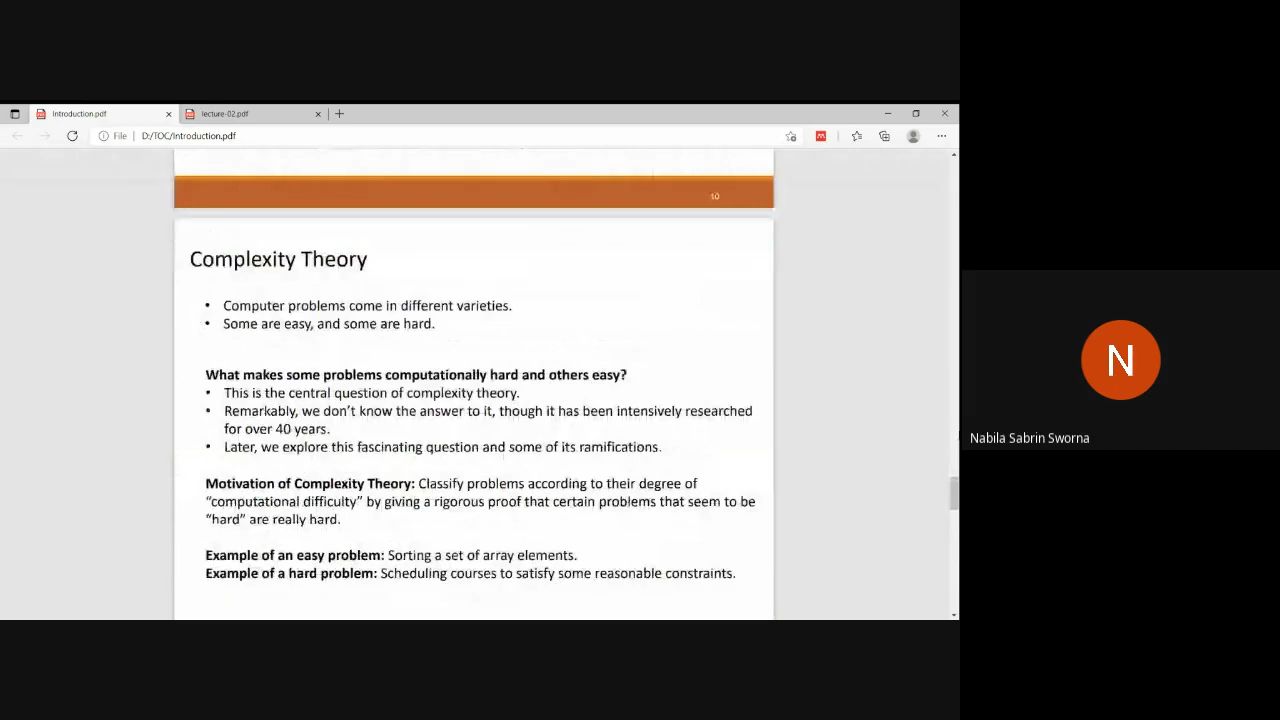 Introduction.pdf
lecture-02.pdf
File D:/TOC/Introduction.pdf
10
Complexity Theory
• Computer problems come in different varieties.
• Some are easy, and some are hard.
What makes some problems computationally hard and others easy?
• This is the central question of complexity theory.
• Remarkably, we don’t know the answer to it, though it has been intensively researched
for over 40 years.
• Later, we explore this fascinating question and some of its ramifications.
Motivation of Complexity Theory: Classify problems according to their degree of
“computational difficulty” by giving a rigorous proof that certain problems that seem to be
“hard” are really hard.
Example of an easy problem: Sorting a set of array elements.
Example of a hard problem: Scheduling courses to satisfy some reasonable constraints.
N
Nabila Sabrin Sworna